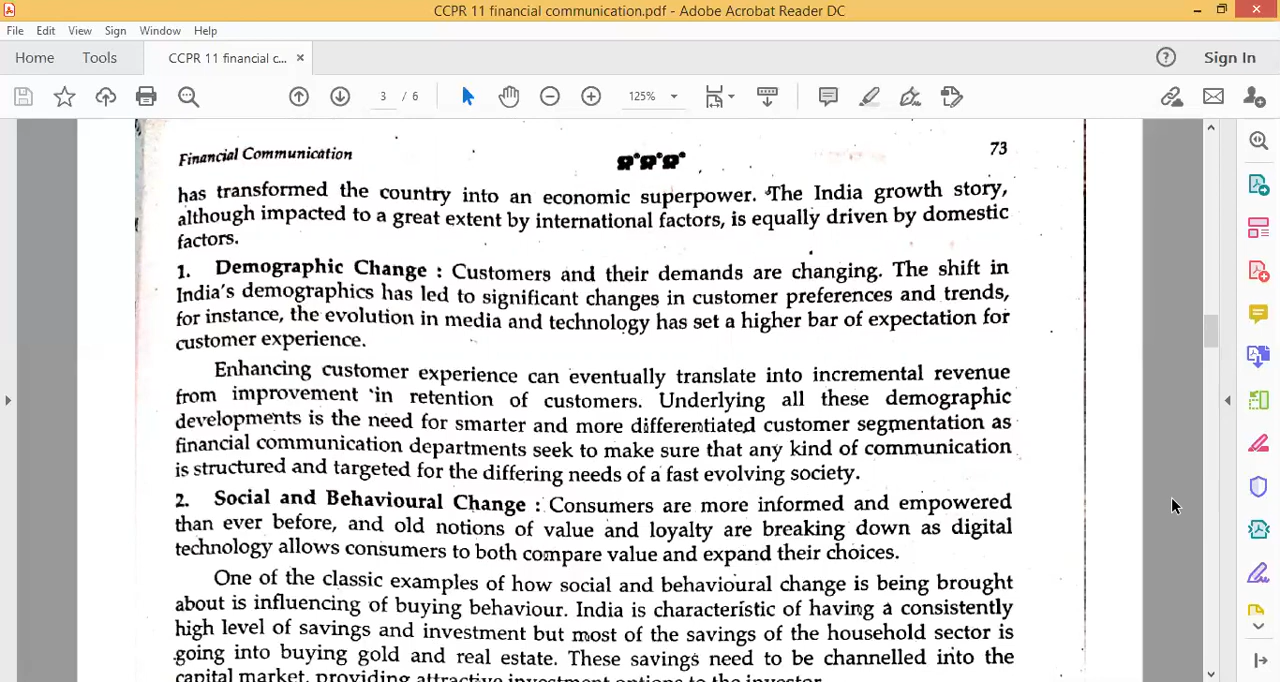 CCPR 11 financial communication.pdf - Adobe Acrobat Reader DC
File Edit View Sign Window Help
Home Tools CCPR 11 financial c... × Sign In
3 / 6 125%
Financial Communication 73
has transformed the country into an economic superpower. The India growth story,
although impacted to a great extent by international factors, is equally driven by domestic
factors.
1. Demographic Change : Customers and their demands are changing. The shift in
India's demographics has led to significant changes in customer preferences and trends,
for instance, the evolution in media and technology has set a higher bar of expectation for
customer experience.
Enhancing customer experience can eventually translate into incremental revenue
from improvement in retention of customers. Underlying all these demographic
developments is the need for smarter and more differentiated customer segmentation as
financial communication departments seek to make sure that any kind of communication
is structured and targeted for the differing needs of a fast evolving society.
2. Social and Behavioural Change : Consumers are more informed and empowered
than ever before, and old notions of value and loyalty are breaking down as digital
technology allows consumers to both compare value and expand their choices.
One of the classic examples of how social and behavioural change is being brought
about is influencing of buying behaviour. India is characteristic of having a consistently
high level of savings and investment but most of the savings of the household sector is
going into buying gold and real estate. These savings need to be channelled into the
capital market, providing attractive investment options to the investor.